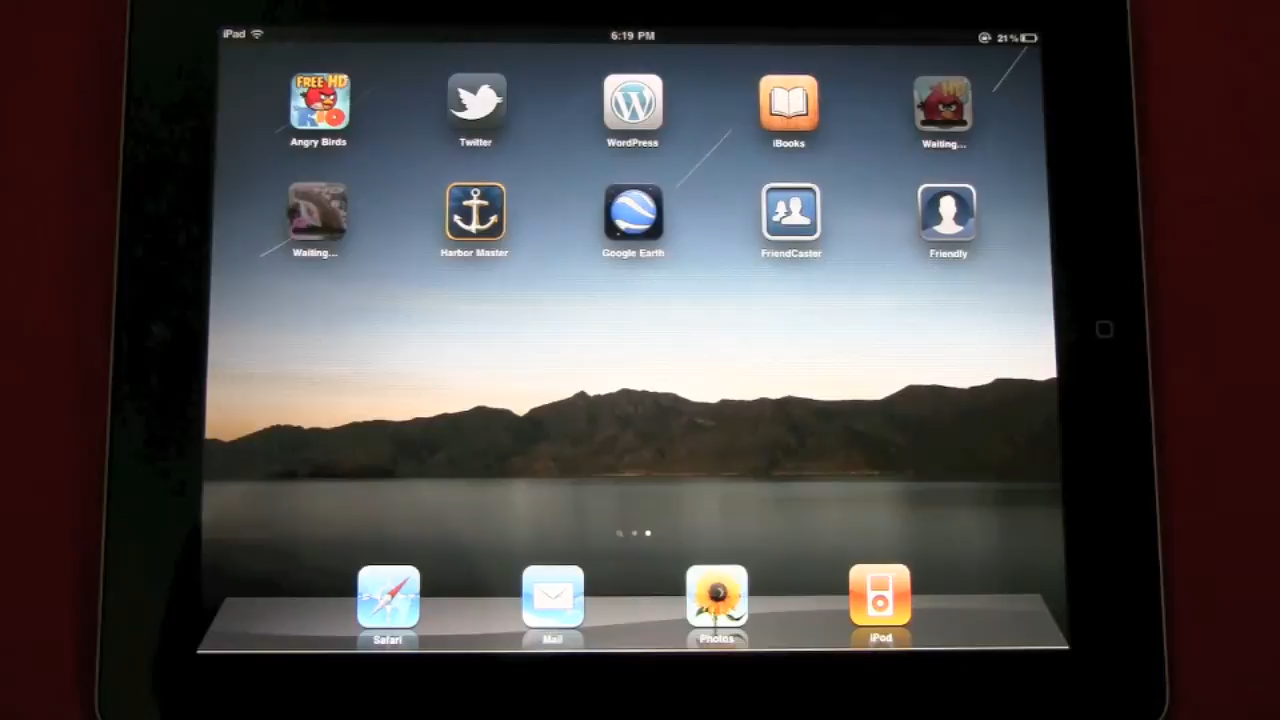 iPad 6:19 PM 21%
FREE HD HD
RIO
Angry Birds Twitter WordPress iBooks Waiting...
Waiting... Harbor Master Google Earth FriendCaster Friendly
Safari Mail Photos iPod